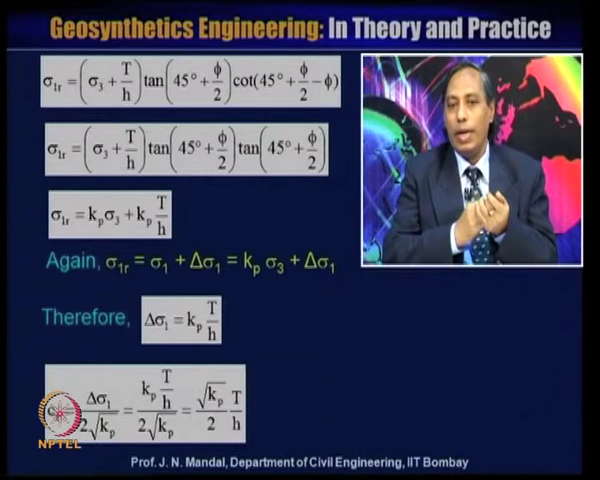 Geosynthetics Engineering: In Theory and Practice
σ₁ᵣ = (σ₃ + T/h) tan(45° + ϕ/2) cot(45° + ϕ/2 − ϕ)
σ₁ᵣ = (σ₃ + T/h) tan(45° + ϕ/2) tan(45° + ϕ/2)
σ₁ᵣ = kₚσ₃ + kₚ T/h
Again, σ₁ᵣ = σ₁ + Δσ₁ = kₚ σ₃ + Δσ₁
Therefore, Δσ₁ = kₚ T/h
= Δσ₁/2√kₚ = kₚ T/h / 2√kₚ = √kₚ/2 T/h
NPTEL
Prof. J. N. Mandal, Department of Civil Engineering, IIT Bombay